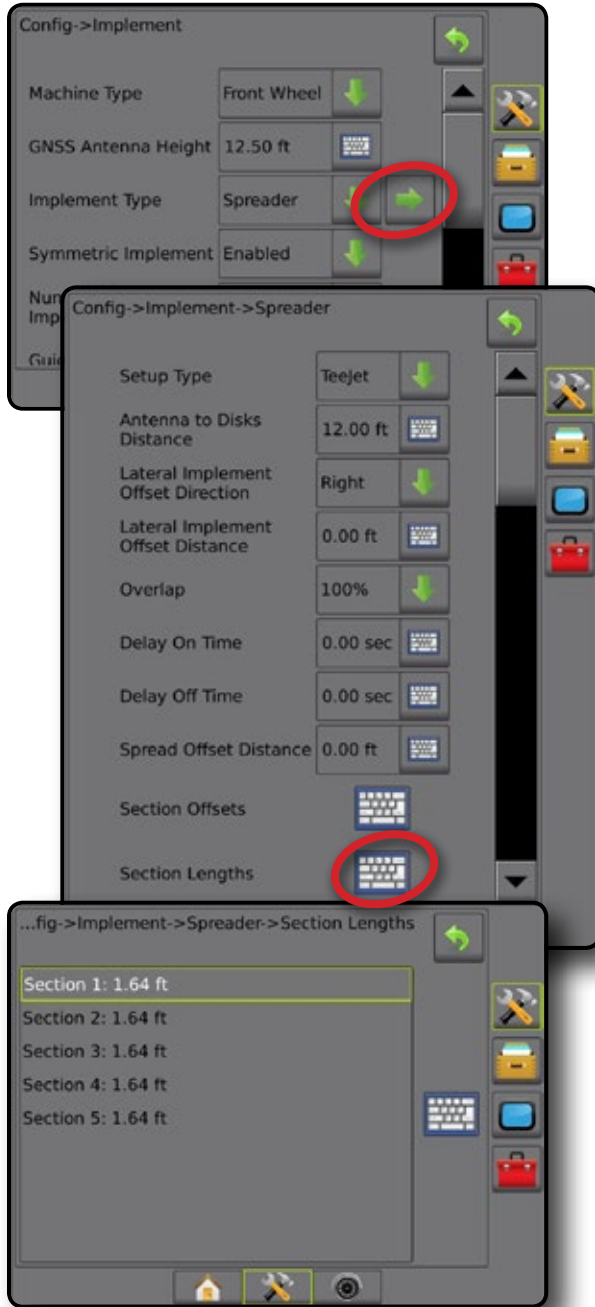 Config->Implement
Machine Type Front Wheel
GNSS Antenna Height 12.50 ft
Implement Type Spreader
Symmetric Implement Enabled
Config->Implement->Spreader
Setup Type TeeJet
Antenna to Disks
Distance 12.00 ft
Lateral Implement
Offset Direction Right
Lateral Implement
Offset Distance 0.00 ft
Overlap 100%
Delay On Time 0.00 sec
Delay Off Time 0.00 sec
Spread Offset Distance 0.00 ft
Section Offsets
Section Lengths
...fig->Implement->Spreader->Section Lengths
Section 1: 1.64 ft
Section 2: 1.64 ft
Section 3: 1.64 ft
Section 4: 1.64 ft
Section 5: 1.64 ft